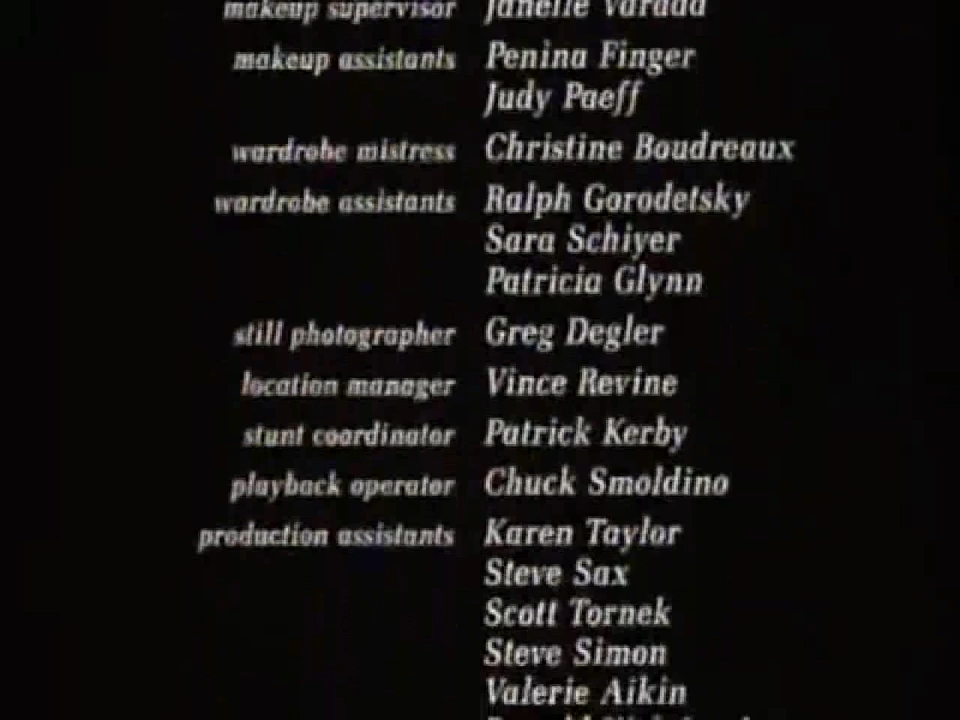 makeup supervisor Janelle Varada
makeup assistants Penina Finger
Judy Paeff
wardrobe mistress Christine Boudreaux
wardrobe assistants Ralph Gorodetsky
Sara Schiyer
Patricia Glynn
still photographer Greg Degler
location manager Vince Revine
stunt coordinator Patrick Kerby
playback operator Chuck Smoldino
production assistants Karen Taylor
Steve Sax
Scott Tornek
Steve Simon
Valerie Aikin